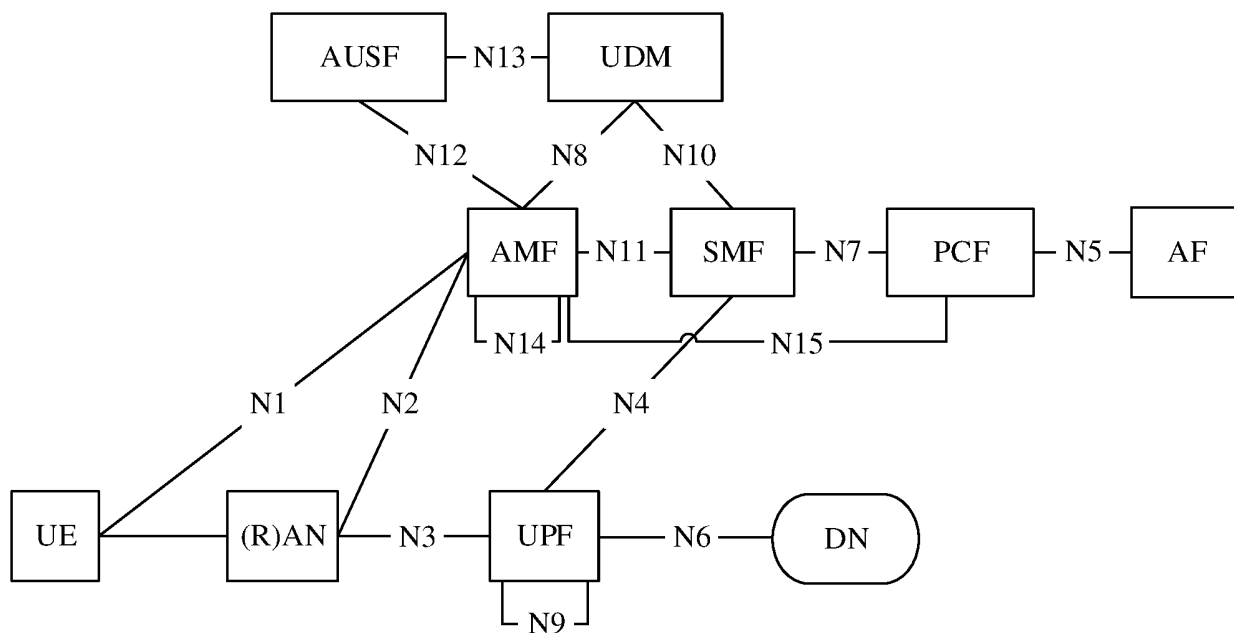 AUSF N13 UDM
N12 N8 N10
AMF N11 SMF N7 PCF N5 AF
N14 N15
N1 N2 N4
UE (R)AN N3 UPF N6 DN
N9